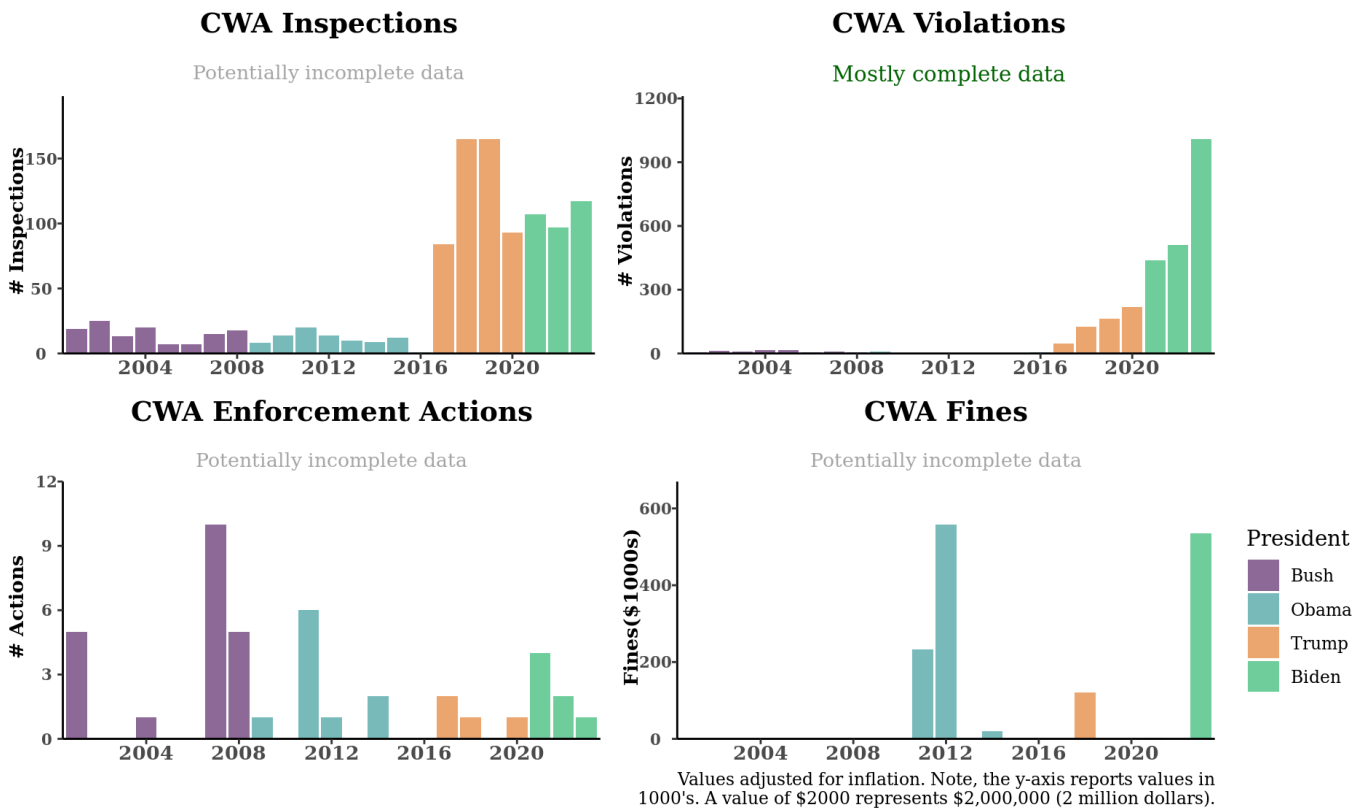 CWA Inspections
Potentially incomplete data
# Inspections
150
100
50
0
2004 2008 2012 2016 2020
CWA Violations
Mostly complete data
# Violations
1200
900
600
300
0
2004 2008 2012 2016 2020
CWA Enforcement Actions
Potentially incomplete data
# Actions
12
9
6
3
0
2004 2008 2012 2016 2020
CWA Fines
Potentially incomplete data
Fines($1000s)
600
400
200
0
2004 2008 2012 2016 2020
President
Bush
Obama
Trump
Biden
Values adjusted for inflation. Note, the y-axis reports values in
1000's. A value of $2000 represents $2,000,000 (2 million dollars).